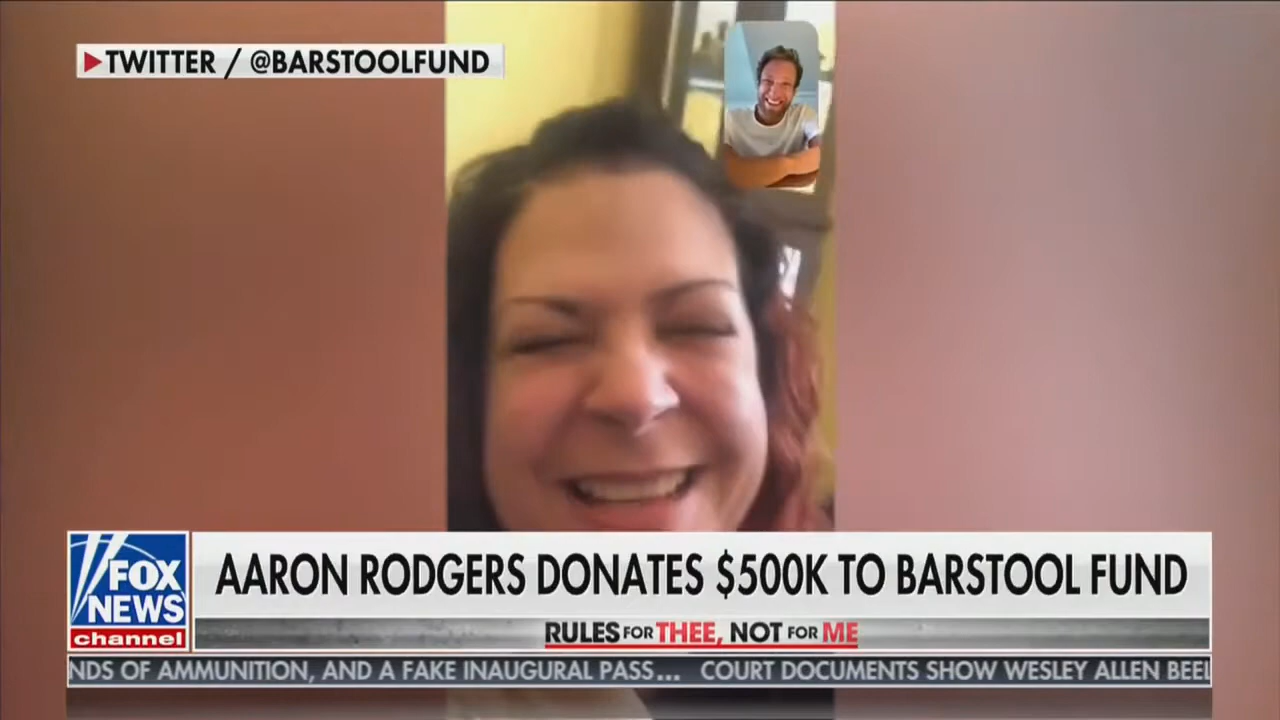 TWITTER / @BARSTOOLFUND
FOX
NEWS
channel
AARON RODGERS DONATES $500K TO BARSTOOL FUND
RULES FOR THEE, NOT FOR ME
NDS OF AMMUNITION, AND A FAKE INAUGURAL PASS... COURT DOCUMENTS SHOW WESLEY ALLEN BEEL